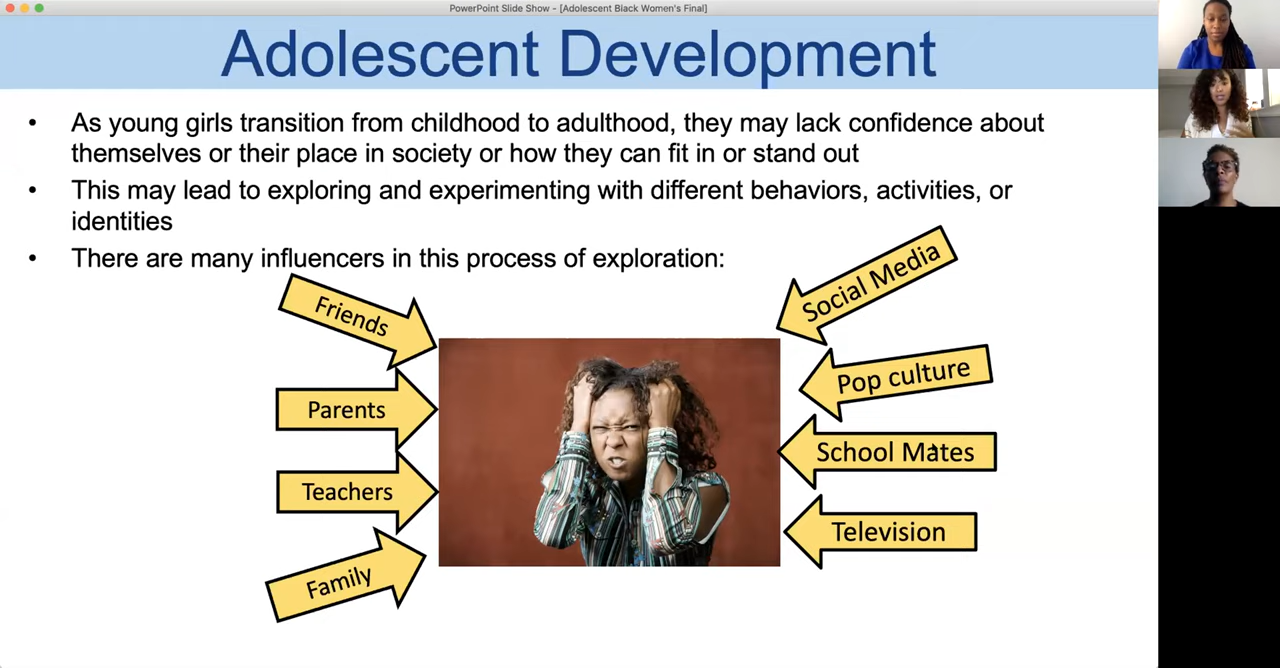 PowerPoint Slide Show - [Adolescent Black Women's Final]
Adolescent Development
• As young girls transition from childhood to adulthood, they may lack confidence about
themselves or their place in society or how they can fit in or stand out
• This may lead to exploring and experimenting with different behaviors, activities, or
identities
• There are many influencers in this process of exploration:
Friends
Parents
Teachers
Family
Social Media
Pop culture
School Mates
Television